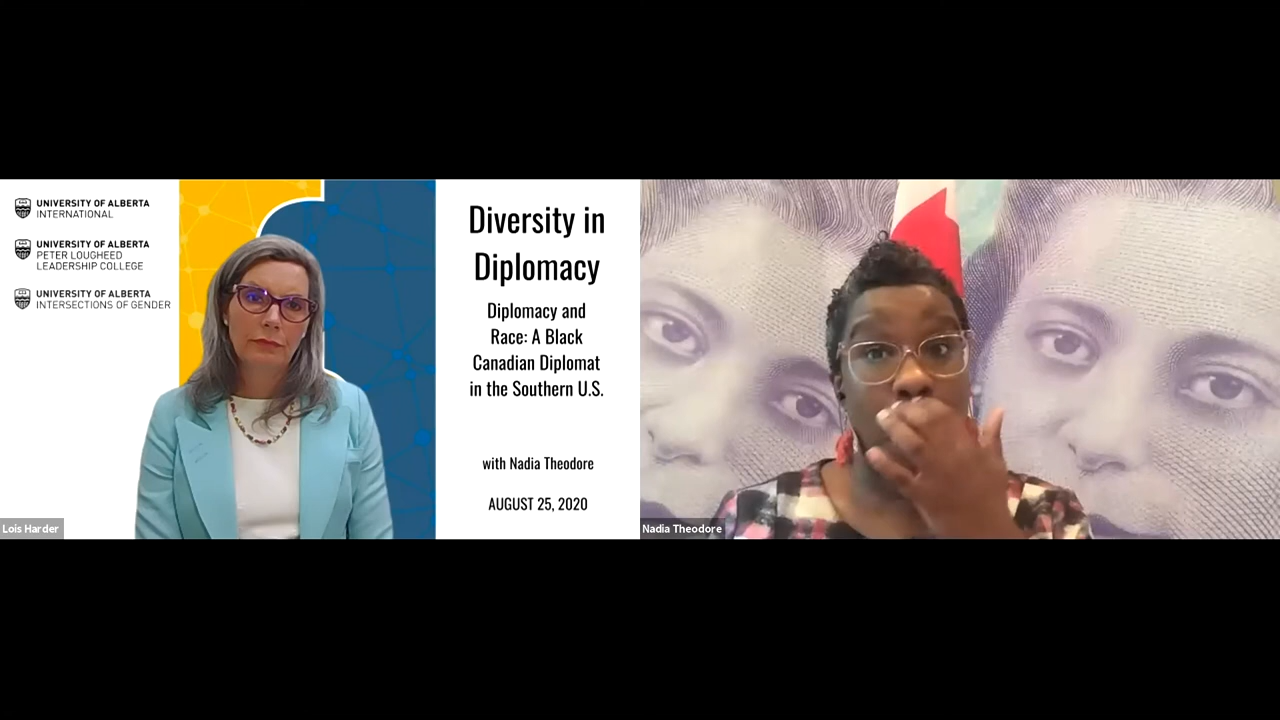 UNIVERSITY OF ALBERTA
INTERNATIONAL
UNIVERSITY OF ALBERTA
PETER LOUGHEED
LEADERSHIP COLLEGE
UNIVERSITY OF ALBERTA
INTERSECTIONS OF GENDER
Diversity in
Diplomacy
Diplomacy and
Race: A Black
Canadian Diplomat
in the Southern U.S.
with Nadia Theodore
AUGUST 25, 2020
Lois Harder
Nadia Theodore